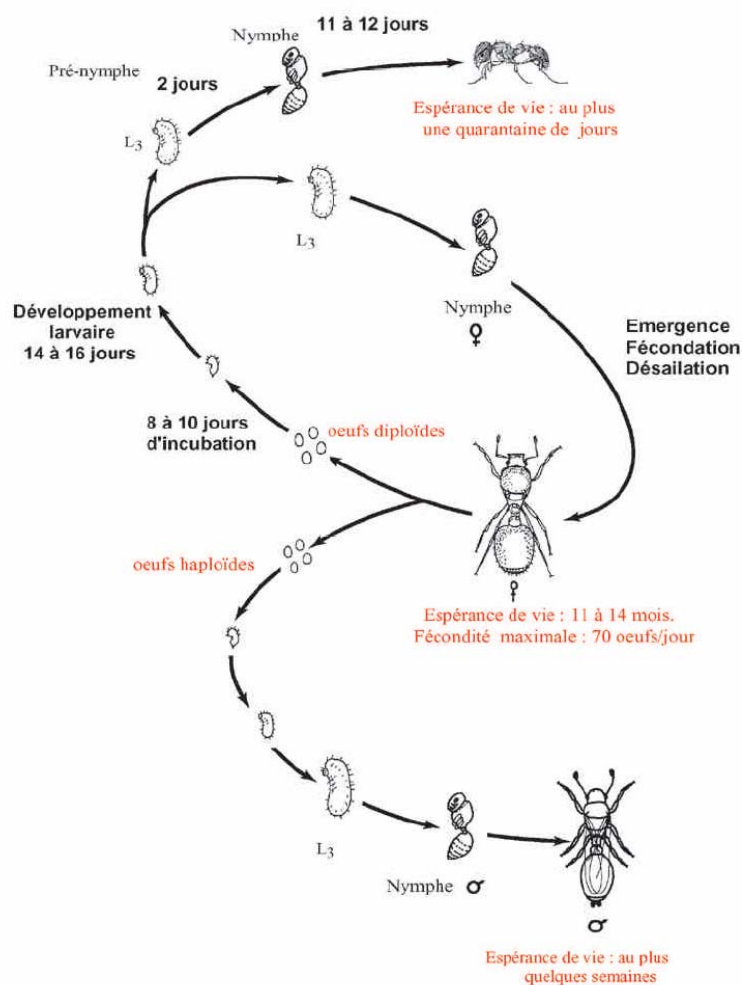 Nymphe
11 à 12 jours
Pré-nymphe
2 jours
Espérance de vie : au plus
une quarantaine de jours
L3
L3
Nymphe
♀
Développement
larvaire
14 à 16 jours
Emergence
Fécondation
Désailation
8 à 10 jours
d'incubation
oeufs diploïdes
oeufs haploïdes
♀
Espérance de vie : 11 à 14 mois.
Fécondité maximale : 70 oeufs/jour
L3
Nymphe ♂
♂
Espérance de vie : au plus
quelques semaines